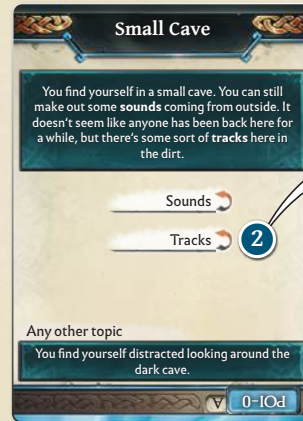 Small Cave
You find yourself in a small cave. You can still
make out some sounds coming from outside. It
doesn't seem like anyone has been back here for
a while, but there's some sort of tracks here in
the dirt.
Sounds
Tracks
2
Any other topic
You find yourself distracted looking around the
dark cave.
A
POI-0